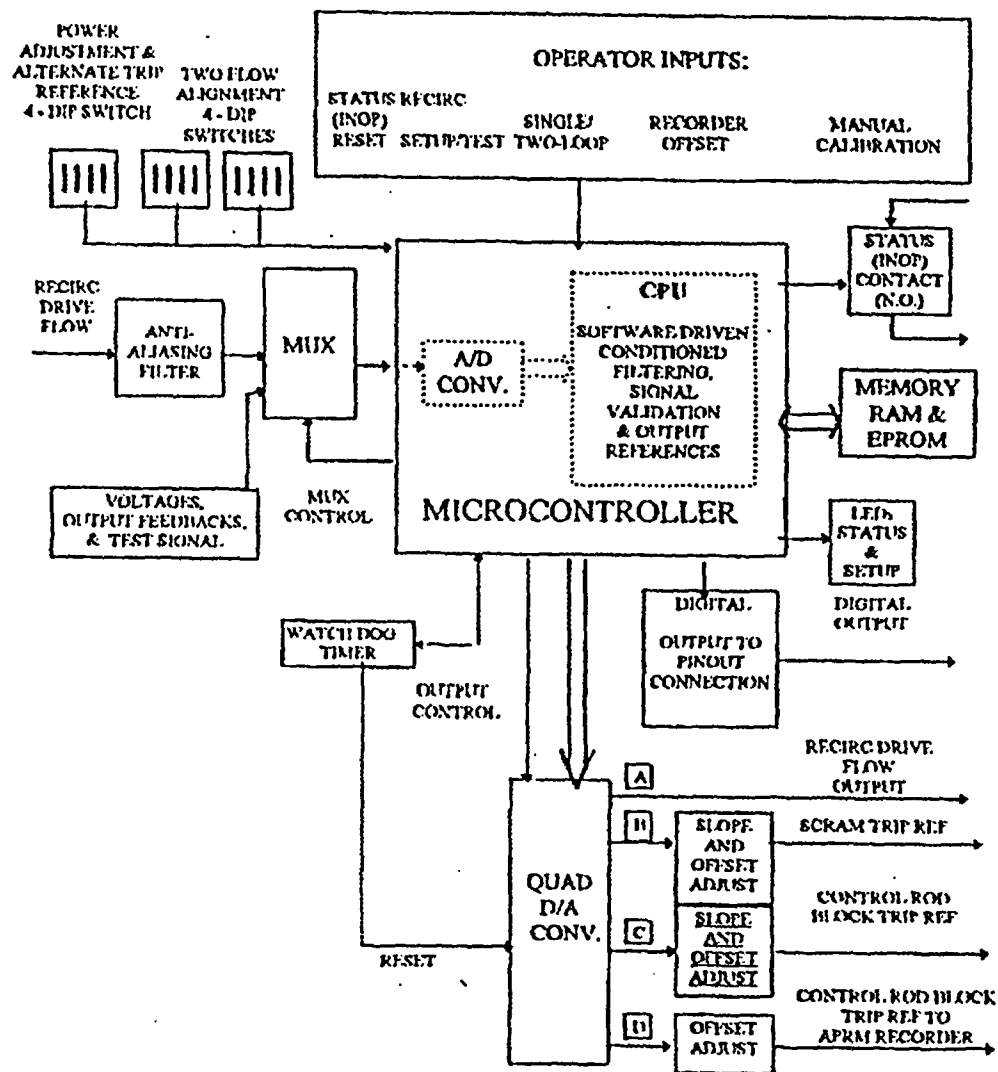 POWER
ADJUSTMENT &
ALTERNATE TRIP
REFERENCE
4 - DIP SWITCH
TWO FLOW
ALIGNMENT
4 - DIP
SWITCHES
OPERATOR INPUTS:
STATUS
(INOP)
RESET
RECIRC
SETUP/TEST
SINGLE/
TWO-LOOP
RECORDER
OFFSET
MANUAL
CALIBRATION
RECIRC
DRIVE
FLOW
ANTI-
ALIASING
FILTER
MUX
A/D
CONV.
CPU
SOFTWARE DRIVEN
CONDITIONED
FILTERING,
SIGNAL
VALIDATION
& OUTPUT
REFERENCES
MICROCONTROLLER
STATUS
(INOP)
CONTACT
(N.O.)
MEMORY
RAM &
EPROM
VOLTAGES,
OUTPUT FEEDBACKS,
& TEST SIGNAL
MUX
CONTROL
LEDs
STATUS
&
SETUP
DIGITAL
OUTPUT
WATCH DOG
TIMER
OUTPUT
CONTROL
DIGITAL
OUTPUT TO
PINOUT
CONNECTION
QUAD
D/A
CONV.
RESET
A
RECIRC DRIVE
FLOW
OUTPUT
B
SLOPE
AND
OFFSET
ADJUST
SCRAM TRIP REF
C
SLOPE
AND
OFFSET
ADJUST
CONTROL ROD
BLOCK TRIP REF
D
OFFSET
ADJUST
CONTROL ROD BLOCK
TRIP REF TO
APRM RECORDER